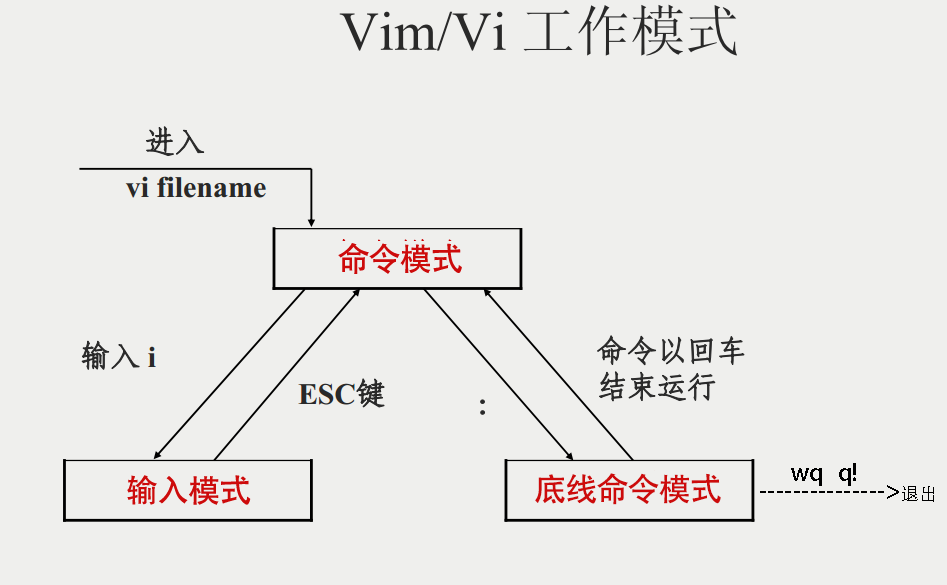 Vim/Vi 工作模式
进入
vi filename
命令模式
输入 i
ESC键
:
命令以回车
结束运行
输入模式
底线命令模式
wq q!
退出